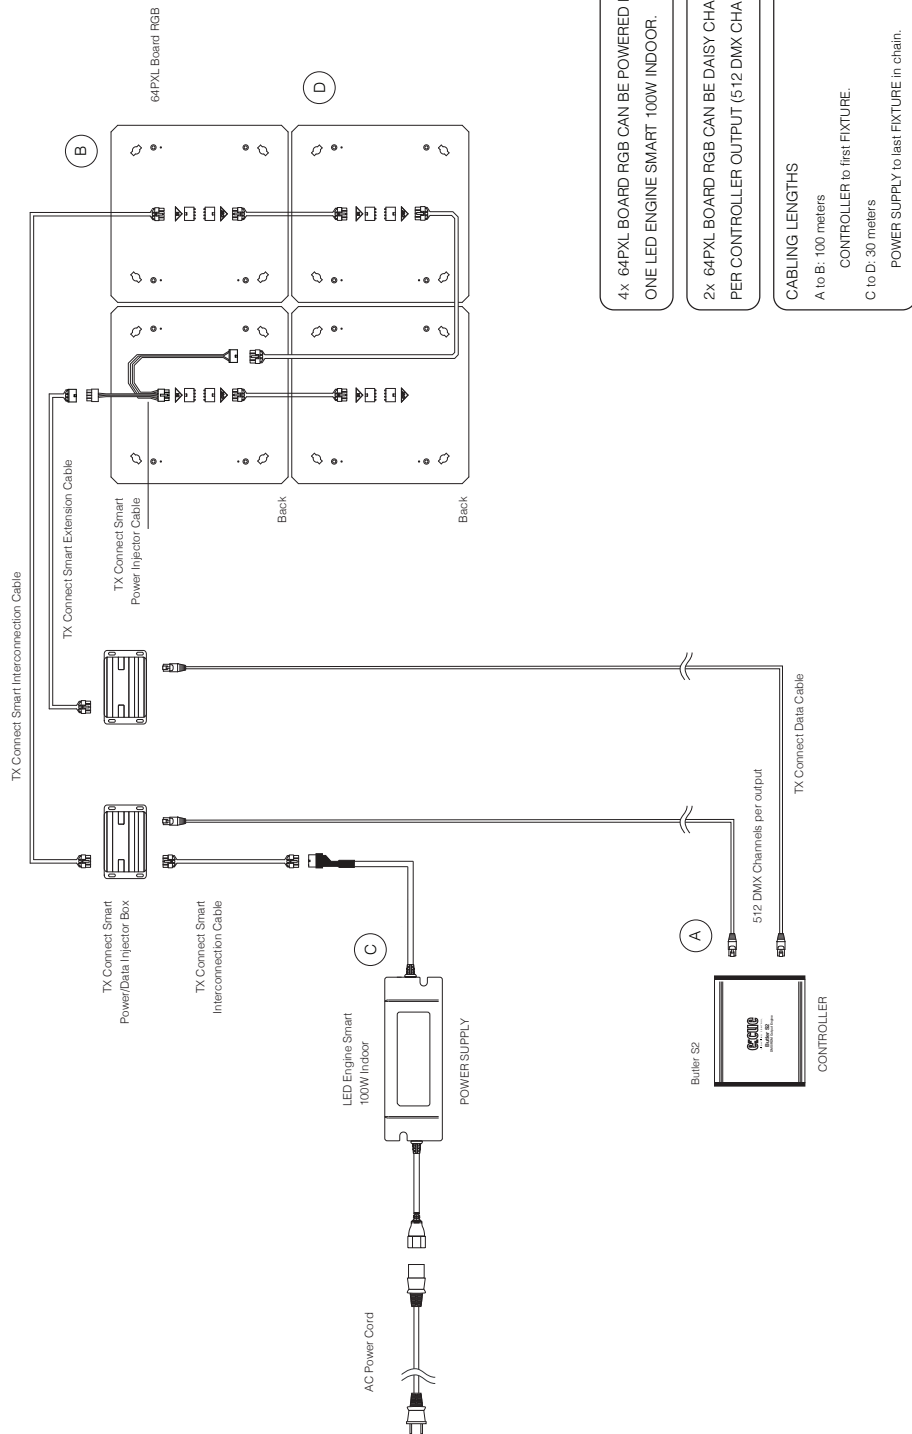 AC Power Cord
LED Engine Smart
100W Indoor
POWER SUPPLY
C
TX Connect Smart
Power/Data Injector Box
TX Connect Smart
Interconnection Cable
TX Connect Smart Interconnection Cable
TX Connect Smart Extension Cable
TX Connect Smart
Power Injector Cable
Back
Back
B
64PXL Board RGB
D
Butler S2
e:cue
Butler S2
CONTROLLER
A
512 DMX Channels per output
TX Connect Data Cable
4x 64PXL BOARD RGB CAN BE POWERED
ONE LED ENGINE SMART 100W INDOOR.
2x 64PXL BOARD RGB CAN BE DAISY CHA
PER CONTROLLER OUTPUT (512 DMX CHA
CABLING LENGTHS
A to B: 100 meters
CONTROLLER to first FIXTURE.
C to D: 30 meters
POWER SUPPLY to last FIXTURE in chain.